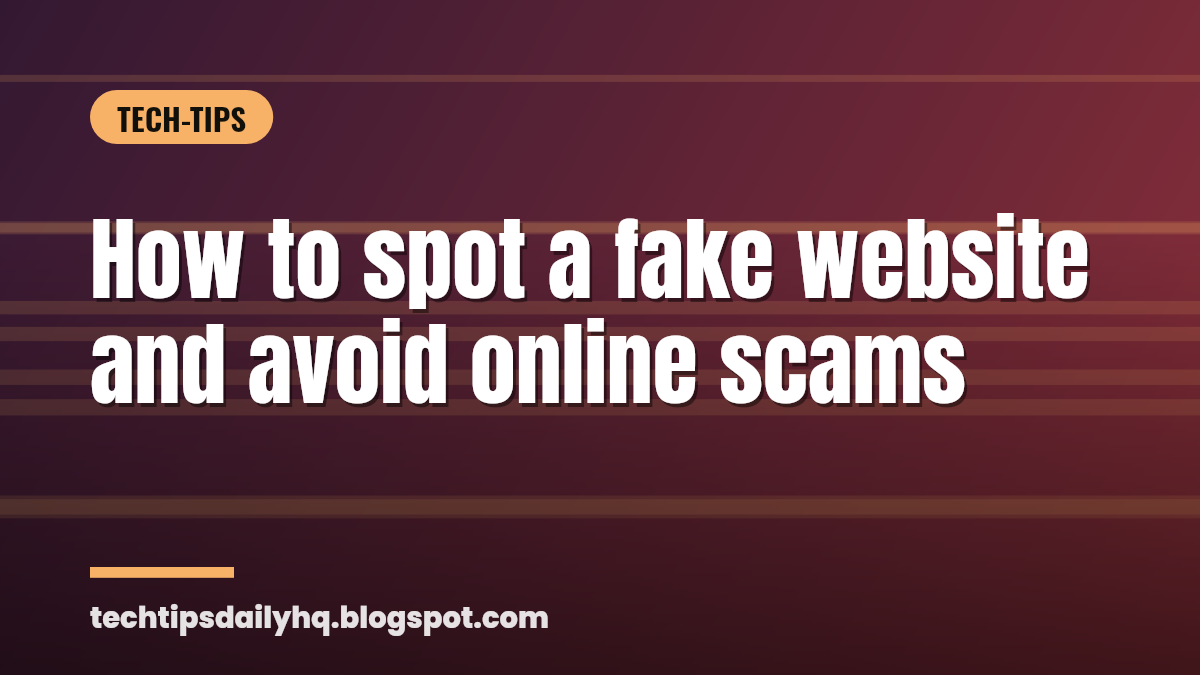 TECH-TIPS
How to spot a fake website
and avoid online scams
techtipsdailyhq.blogspot.com